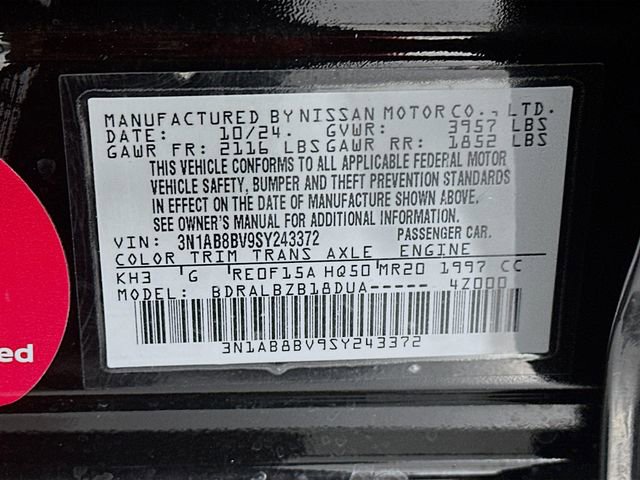 MANUFACTURED BY NISSAN MOTOR CO., LTD.
DATE: 10/24. GVWR: 3957 LBS
GAWR FR: 2116 LBS GAWR RR: 1852 LBS
THIS VEHICLE CONFORMS TO ALL APPLICABLE FEDERAL MOTOR
VEHICLE SAFETY, BUMPER AND THEFT PREVENTION STANDARDS
IN EFFECT ON THE DATE OF MANUFACTURE SHOWN ABOVE.
SEE OWNER'S MANUAL FOR ADDITIONAL INFORMATION.
VIN: 3N1AB8BV9SY243372 PASSENGER CAR.
COLOR TRIM TRANS AXLE ENGINE
KH3 G RE0F15A HQ50 MR20 1997 CC
MODEL: BDRALBZB18DUA----- 4Z000
3N1AB8BV9SY243372
ed